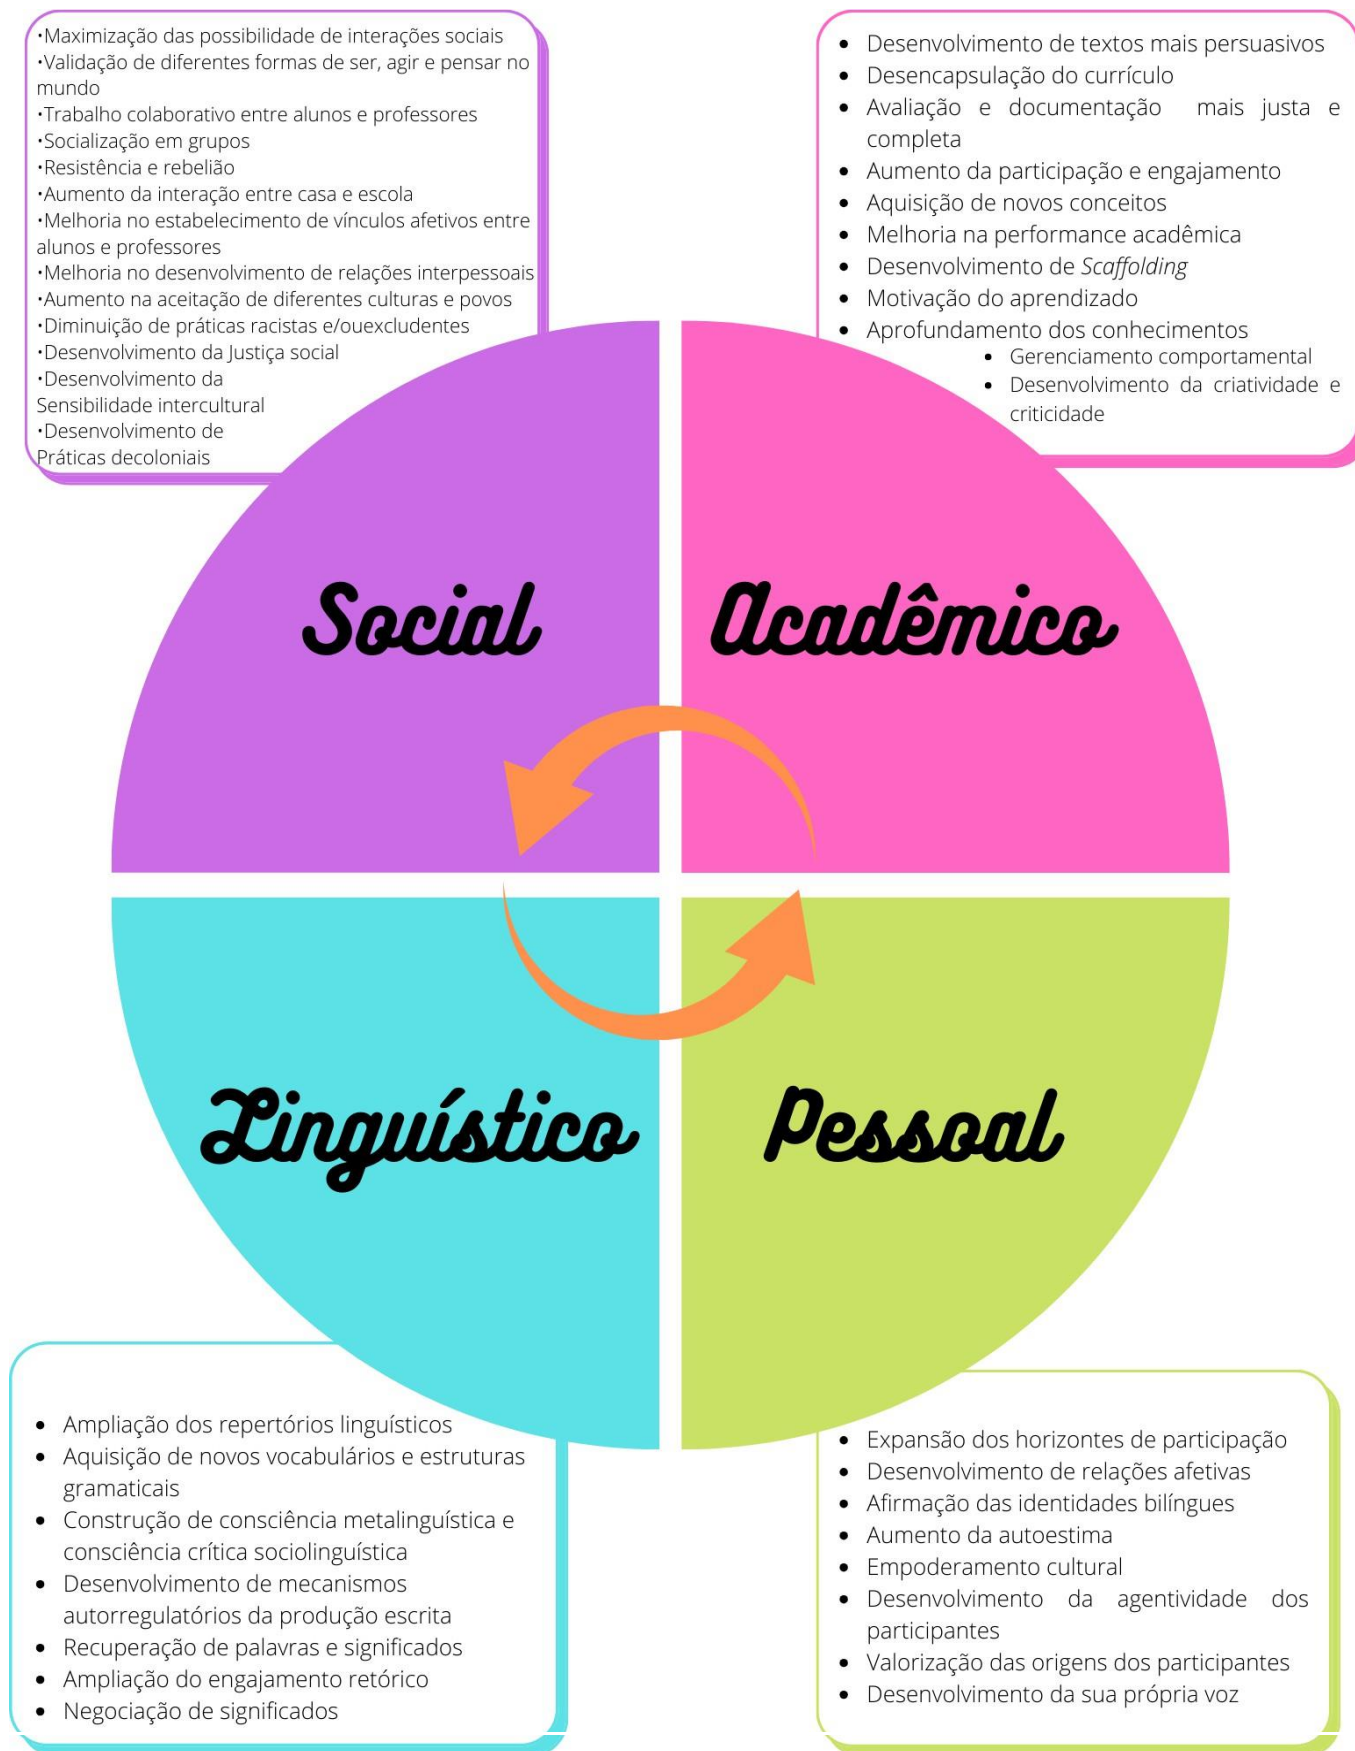 ·Maximização das possibilidade de interações sociais
·Validação de diferentes formas de ser, agir e pensar no
mundo
·Trabalho colaborativo entre alunos e professores
·Socialização em grupos
·Resistência e rebelião
·Aumento da interação entre casa e escola
·Melhoria no estabelecimento de vínculos afetivos entre
alunos e professores
·Melhoria no desenvolvimento de relações interpessoais
·Aumento na aceitação de diferentes culturas e povos
·Diminuição de práticas racistas e/ouexcludentes
·Desenvolvimento da Justiça social
·Desenvolvimento da
Sensibilidade intercultural
·Desenvolvimento de
Práticas decoloniais
• Desenvolvimento de textos mais persuasivos
• Desencapsulação do currículo
• Avaliação e documentação mais justa e
completa
• Aumento da participação e engajamento
• Aquisição de novos conceitos
• Melhoria na performance acadêmica
• Desenvolvimento de Scaffolding
• Motivação do aprendizado
• Aprofundamento dos conhecimentos
• Gerenciamento comportamental
• Desenvolvimento da criatividade e
criticidade
Social
Acadêmico
Linguístico
Pessoal
• Ampliação dos repertórios linguísticos
• Aquisição de novos vocabulários e estruturas
gramaticais
• Construção de consciência metalinguística e
consciência crítica sociolinguística
• Desenvolvimento de mecanismos
autorregulatórios da produção escrita
• Recuperação de palavras e significados
• Ampliação do engajamento retórico
• Negociação de significados
• Expansão dos horizontes de participação
• Desenvolvimento de relações afetivas
• Afirmação das identidades bilíngues
• Aumento da autoestima
• Empoderamento cultural
• Desenvolvimento da agentividade dos
participantes
• Valorização das origens dos participantes
• Desenvolvimento da sua própria voz